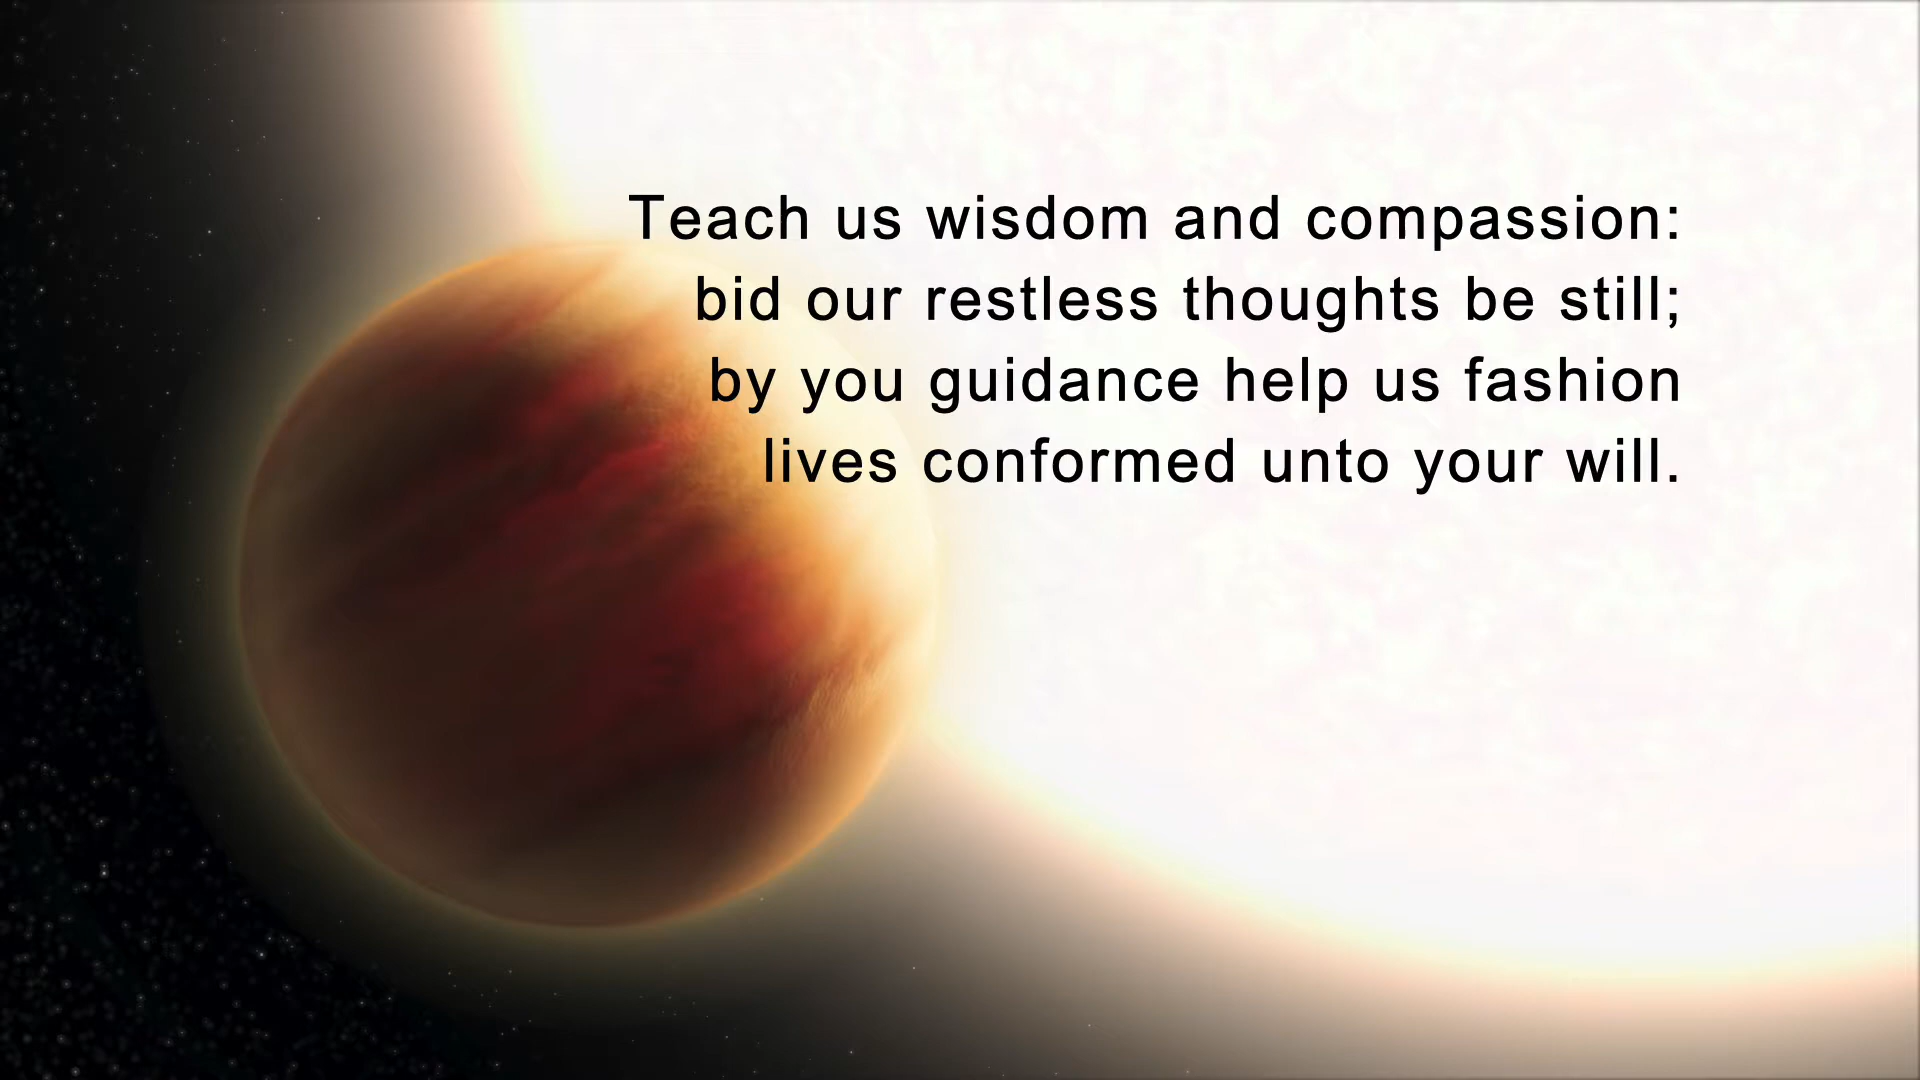 Teach us wisdom and compassion:
bid our restless thoughts be still;
by you guidance help us fashion
lives conformed unto your will.